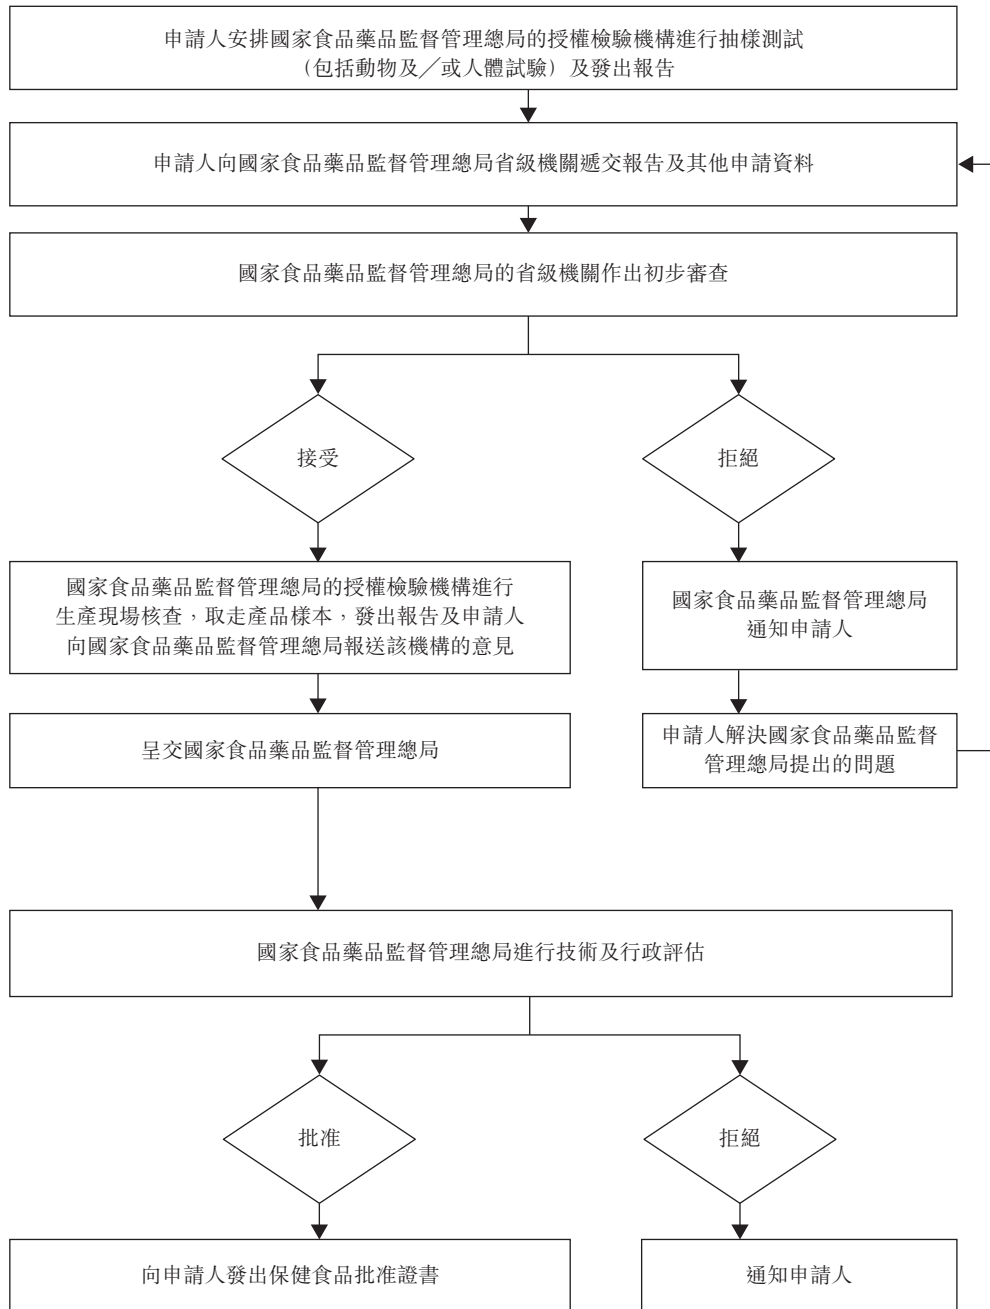 申請人安排國家食品藥品監督管理總局的授權檢驗機構進行抽樣測試
（包括動物及／或人體試驗）及發出報告
申請人向國家食品藥品監督管理總局省級機關遞交報告及其他申請資料
國家食品藥品監督管理總局的省級機關作出初步審查
接受
拒絕
國家食品藥品監督管理總局的授權檢驗機構進行
生產現場核查，取走產品樣本，發出報告及申請人
向國家食品藥品監督管理總局報送該機構的意見
國家食品藥品監督管理總局
通知申請人
呈交國家食品藥品監督管理總局
申請人解決國家食品藥品監督
管理總局提出的問題
國家食品藥品監督管理總局進行技術及行政評估
批准
拒絕
向申請人發出保健食品批准證書
通知申請人